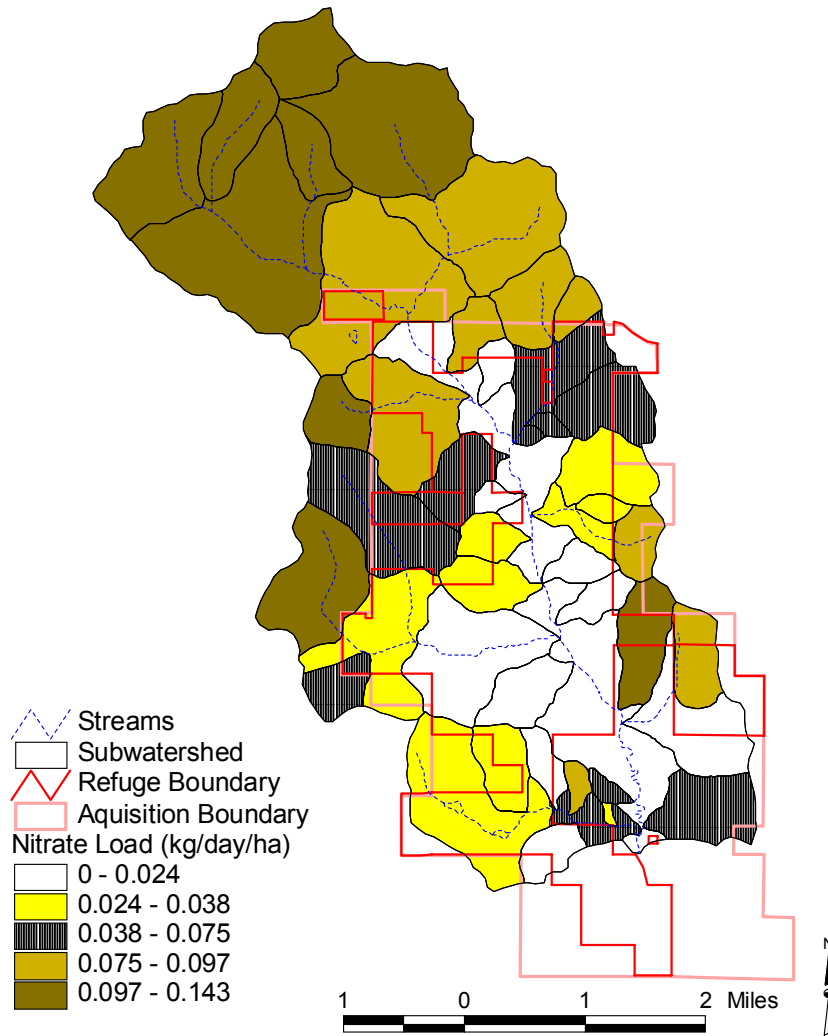 Streams
Subwatershed
Refuge Boundary
Aquisition Boundary
Nitrate Load (kg/day/ha)
0 - 0.024
0.024 - 0.038
0.038 - 0.075
0.075 - 0.097
0.097 - 0.143
1 0 1 2 Miles
N